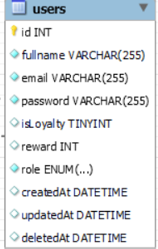 users
id INT
fullname VARCHAR(255)
email VARCHAR(255)
password VARCHAR(255)
isLoyalty TINYINT
reward INT
role ENUM(...)
createdAt DATETIME
updatedAt DATETIME
deletedAt DATETIME